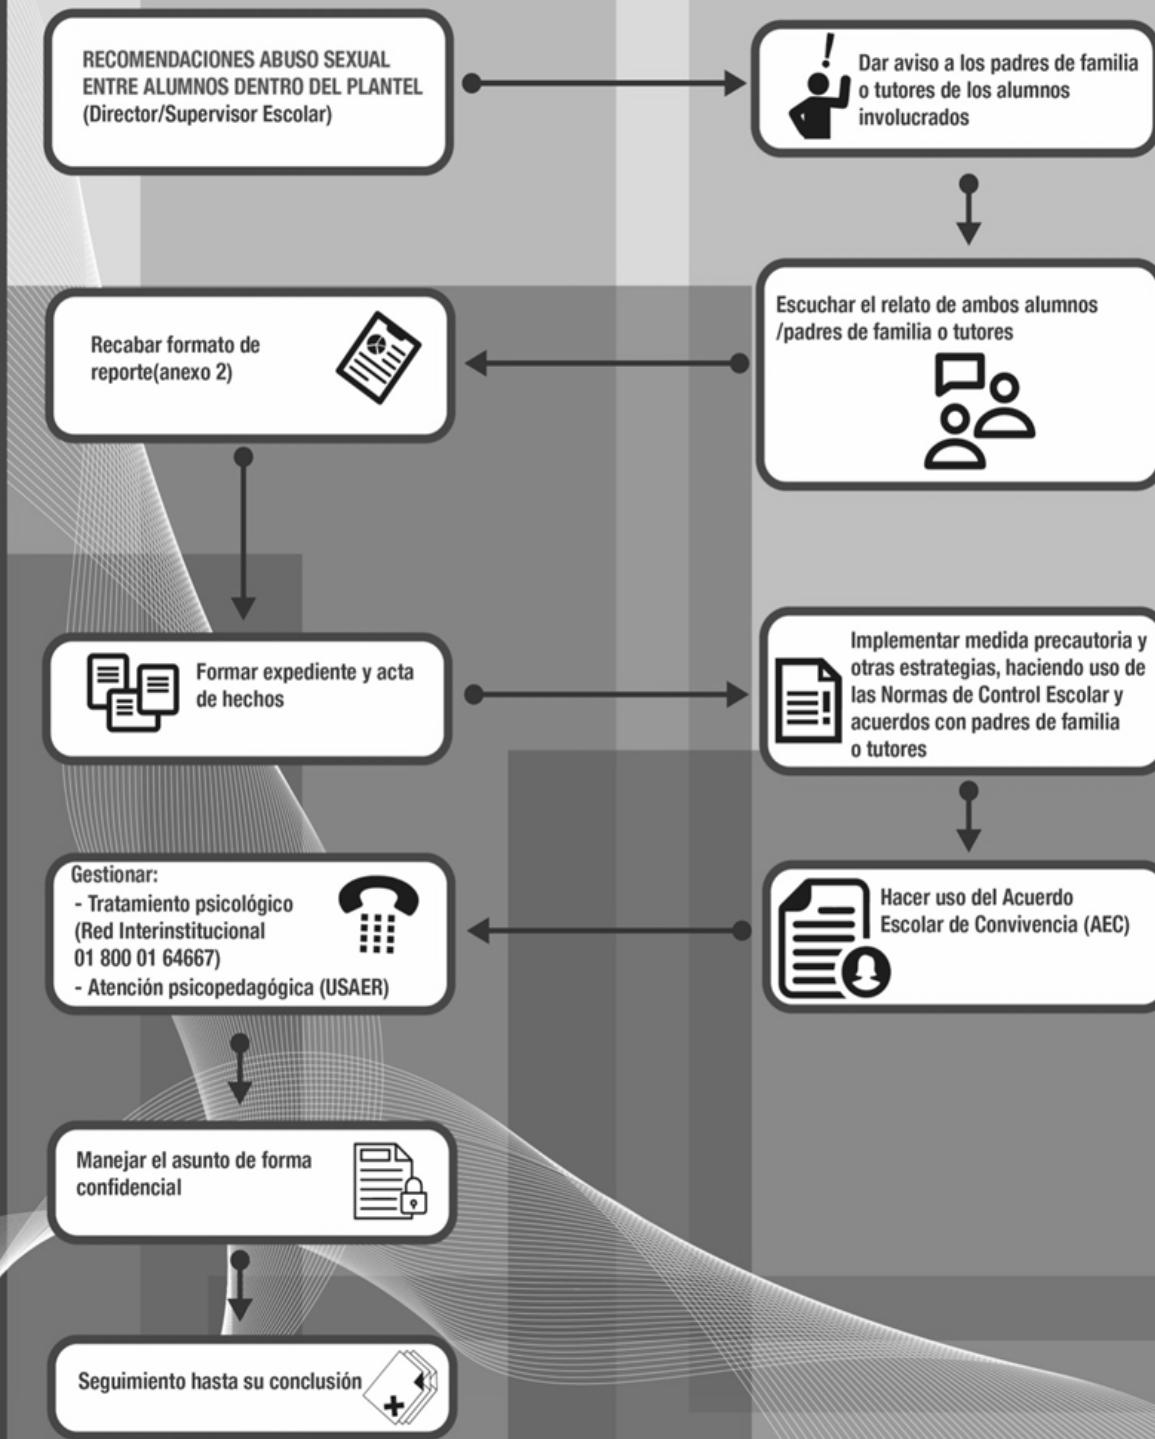 RECOMENDACIONES ABUSO SEXUAL
ENTRE ALUMNOS DENTRO DEL PLANTEL
(Director/Supervisor Escolar)
Dar aviso a los padres de familia
o tutores de los alumnos
involucrados
Escuchar el relato de ambos alumnos
/padres de familia o tutores
Recabar formato de
reporte(anexo 2)
Formar expediente y acta
de hechos
Implementar medida precautoria y
otras estrategias, haciendo uso de
las Normas de Control Escolar y
acuerdos con padres de familia
o tutores
Hacer uso del Acuerdo
Escolar de Convivencia (AEC)
Gestionar:
- Tratamiento psicológico
(Red Interinstitucional
01 800 01 64667)
- Atención psicopedagógica (USAER)
Manejar el asunto de forma
confidencial
Seguimiento hasta su conclusión